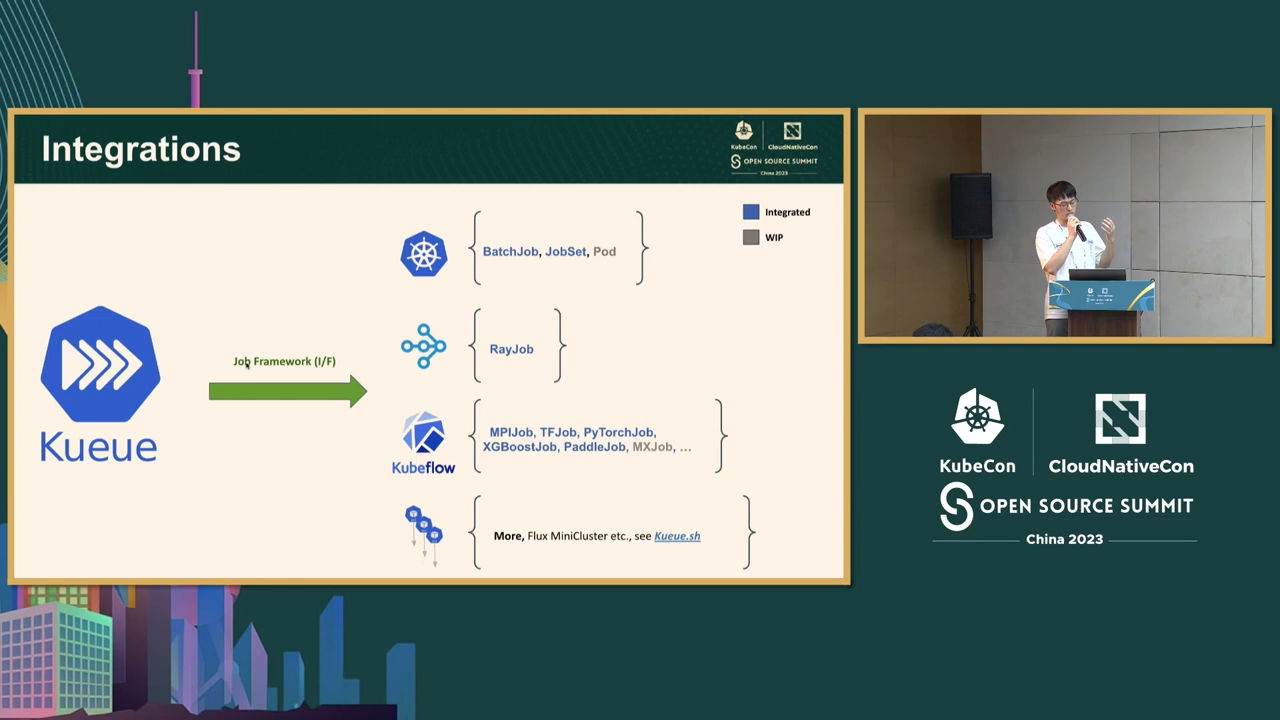 Integrations
KubeCon
CloudNativeCon
OPEN SOURCE SUMMIT
China 2023
Integrated
WIP
BatchJob, JobSet, Pod
RayJob
Job Framework (I/F)
Kueue
Kubeflow
MPIJob, TFJob, PyTorchJob,
XGBoostJob, PaddleJob, MXJob, ...
More, Flux MiniCluster etc., see Kueue.sh
KubeCon
CloudNativeCon
OPEN SOURCE SUMMIT
China 2023